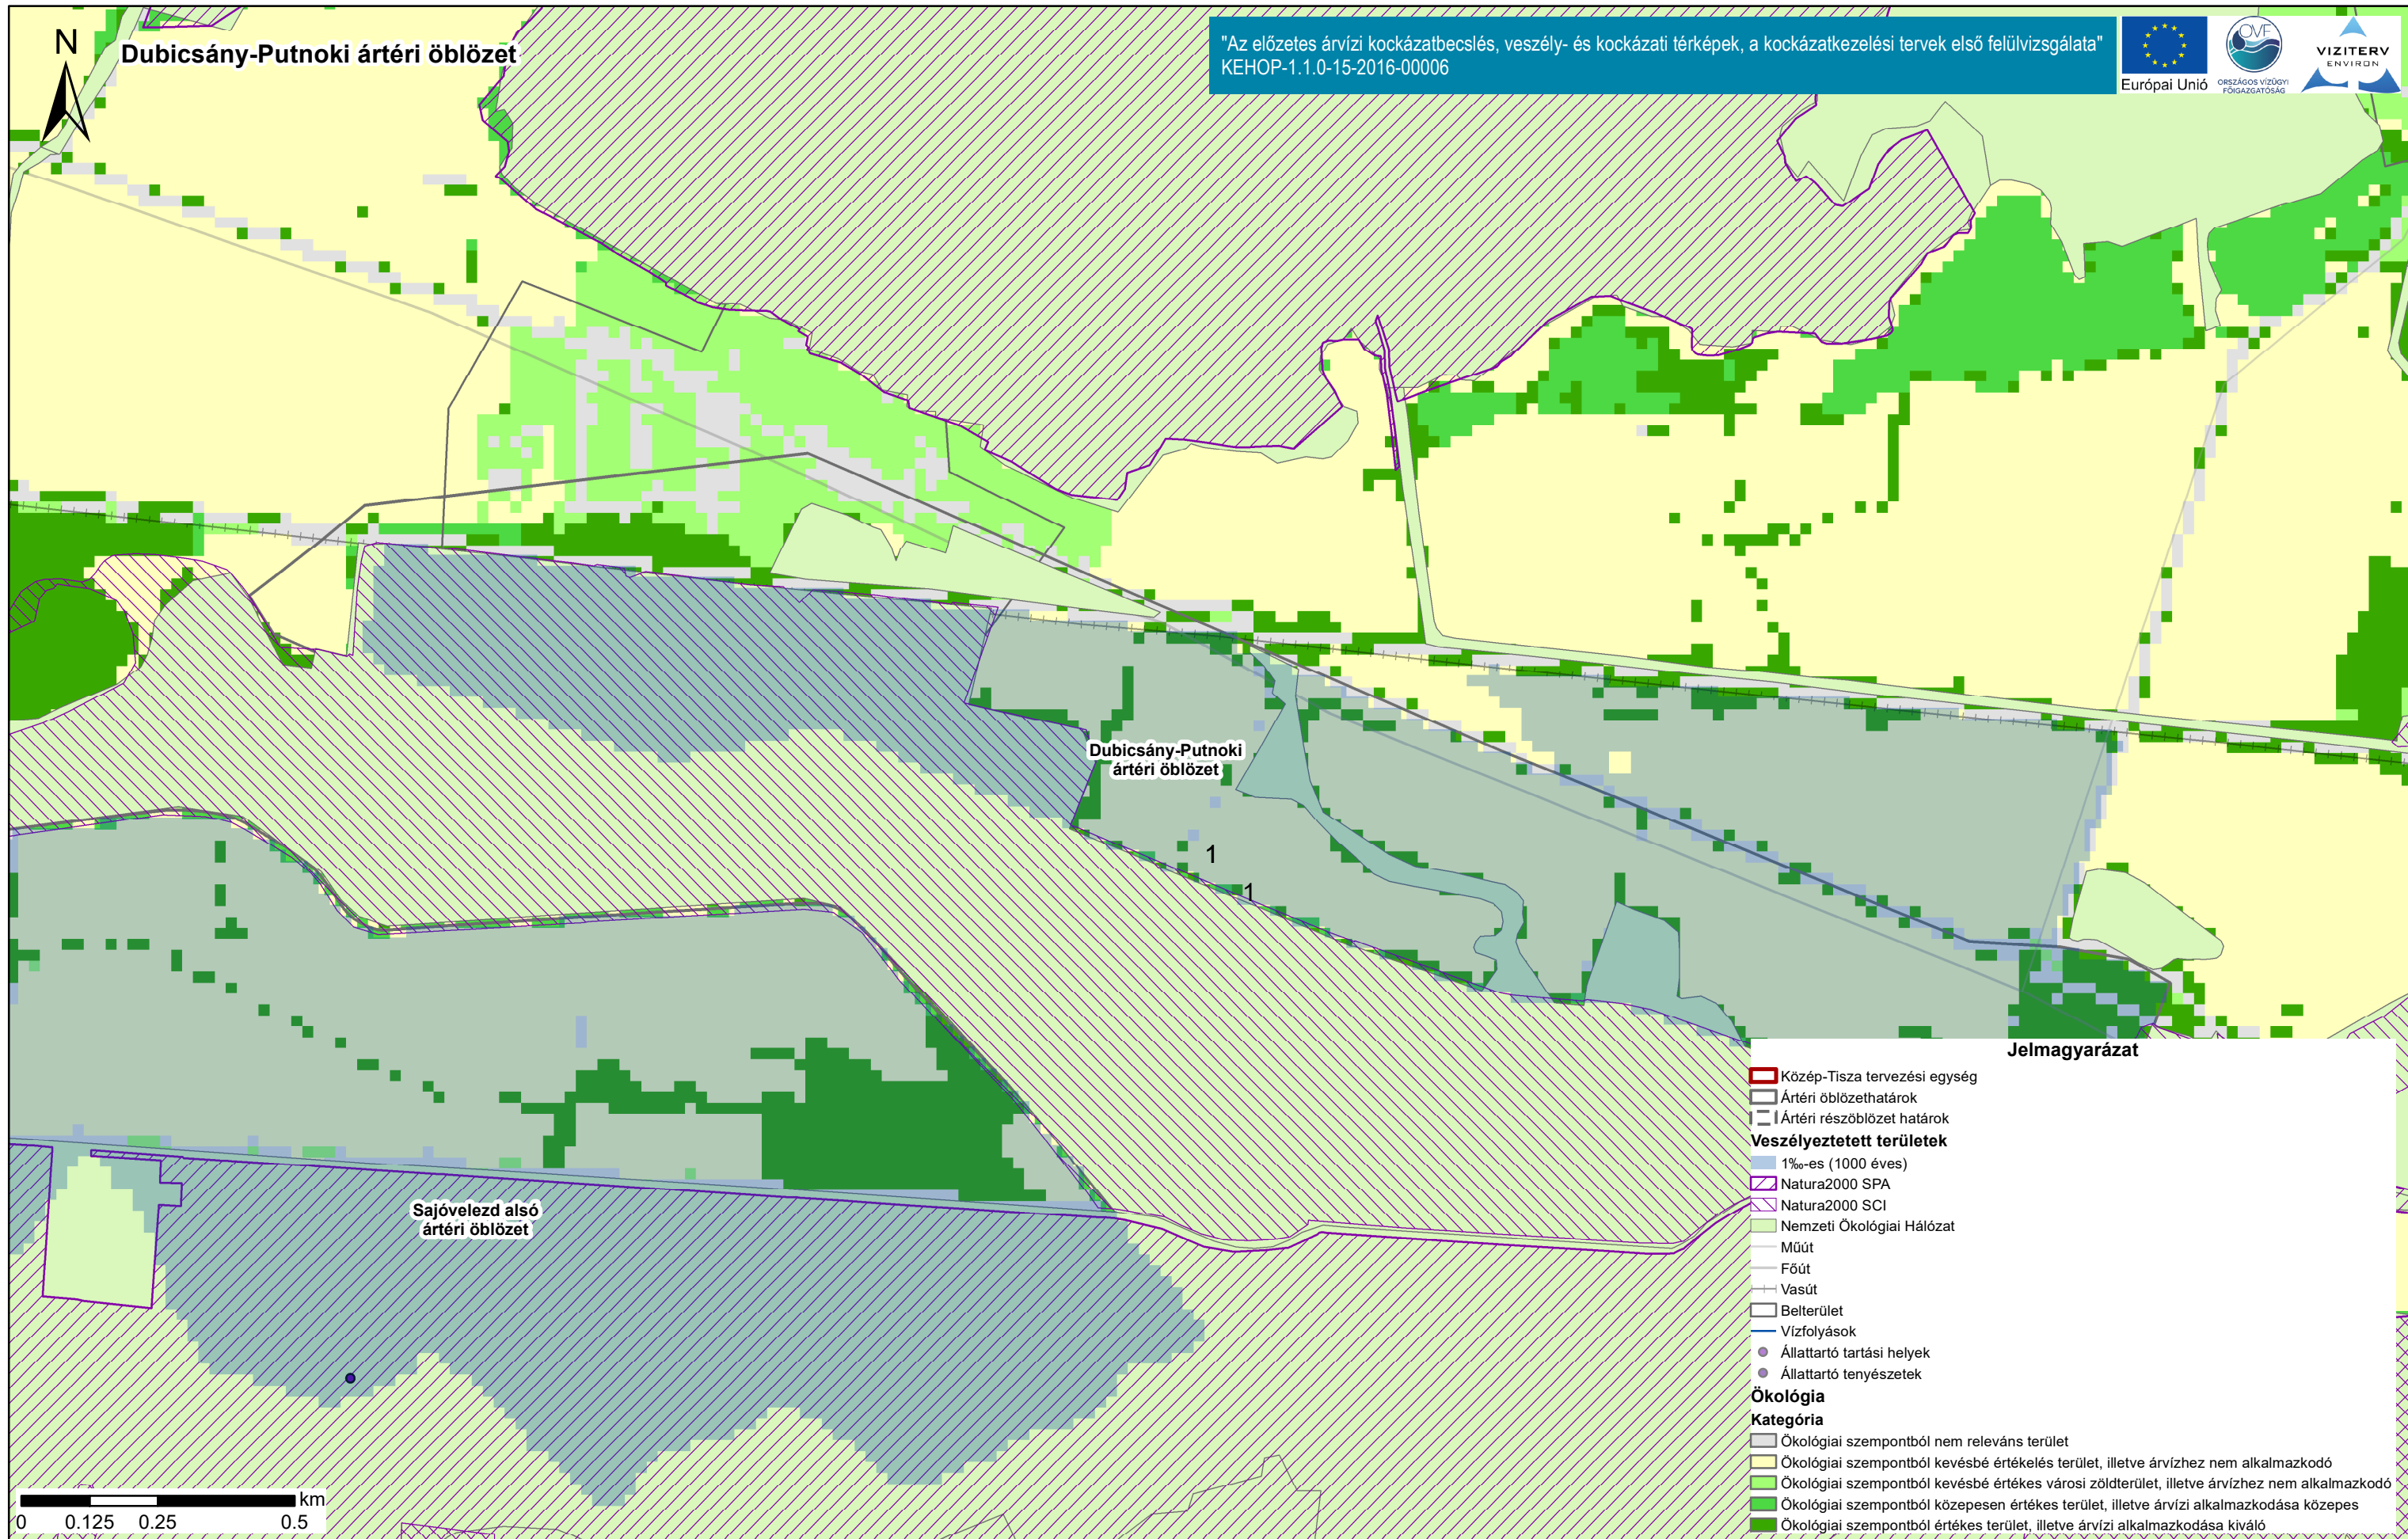 N
Dubicsány-Putnoki ártéri öblözet
"Az előzetes árvízi kockázatbecslés, veszély- és kockázati térképek, a kockázatkezelési tervek első felülvizsgálata"
KEHOP-1.1.0-15-2016-00006
Európai Unió
OVF
ORSZÁGOS VÍZÜGYI
FŐIGAZGATÓSÁG
VIZITERV
ENVIRON
Dubicsány-Putnoki
ártéri öblözet
1
1
Sajóvelezd alsó
ártéri öblözet
Jelmagyarázat
Közép-Tisza tervezési egység
Ártéri öblözethatárok
Ártéri részöblözet határok
Veszélyeztetett területek
1‰-es (1000 éves)
Natura2000 SPA
Natura2000 SCI
Nemzeti Ökológiai Hálózat
Műút
Főút
Vasút
Belterület
Vízfolyások
Állattartó tartási helyek
Állattartó tenyészetek
Ökológia
Kategória
Ökológiai szempontból nem releváns terület
Ökológiai szempontból kevésbé értékelés terület, illetve árvízhez nem alkalmazkodó
Ökológiai szempontból kevésbé értékes városi zöldterület, illetve árvízhez nem alkalmazkodó
Ökológiai szempontból közepesen értékes terület, illetve árvízi alkalmazkodása közepes
Ökológiai szempontból értékes terület, illetve árvízi alkalmazkodása kiváló
km
0 0.125 0.25 0.5